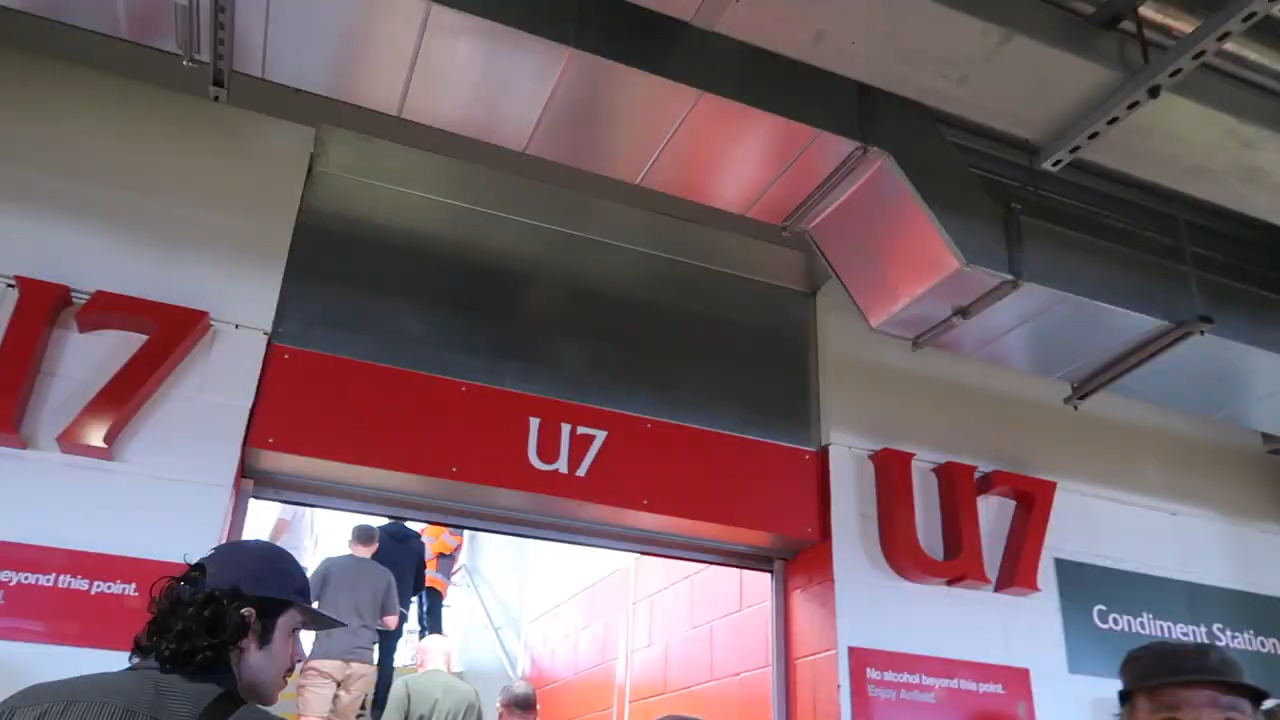 U7
U7
U7
eyond this point.
No alcohol beyond this point.
Enjoy Anfield.
Condiment Station